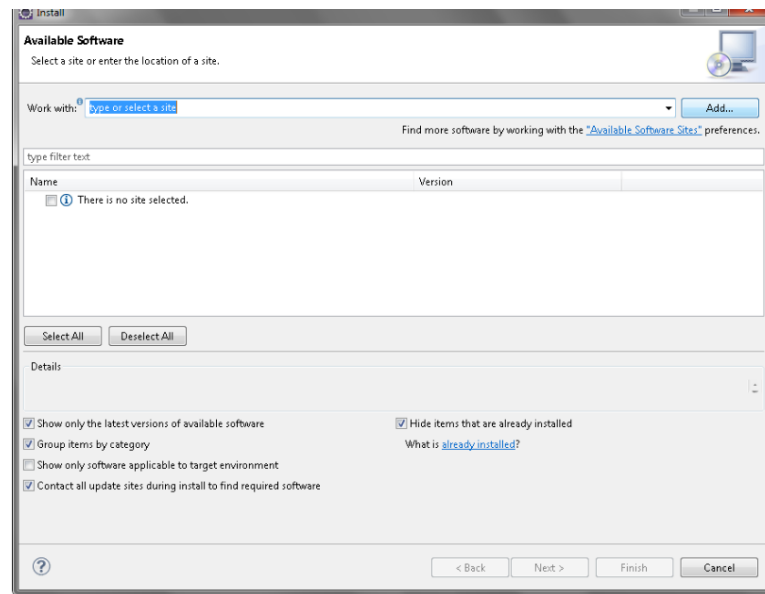 Install
Available Software
Select a site or enter the location of a site.
Work with: type or select a site Add...
Find more software by working with the "Available Software Sites" preferences.
type filter text
Name Version
There is no site selected.
Select All Deselect All
Details
Show only the latest versions of available software Hide items that are already installed
Group items by category What is already installed?
Show only software applicable to target environment
Contact all update sites during install to find required software
< Back Next > Finish Cancel